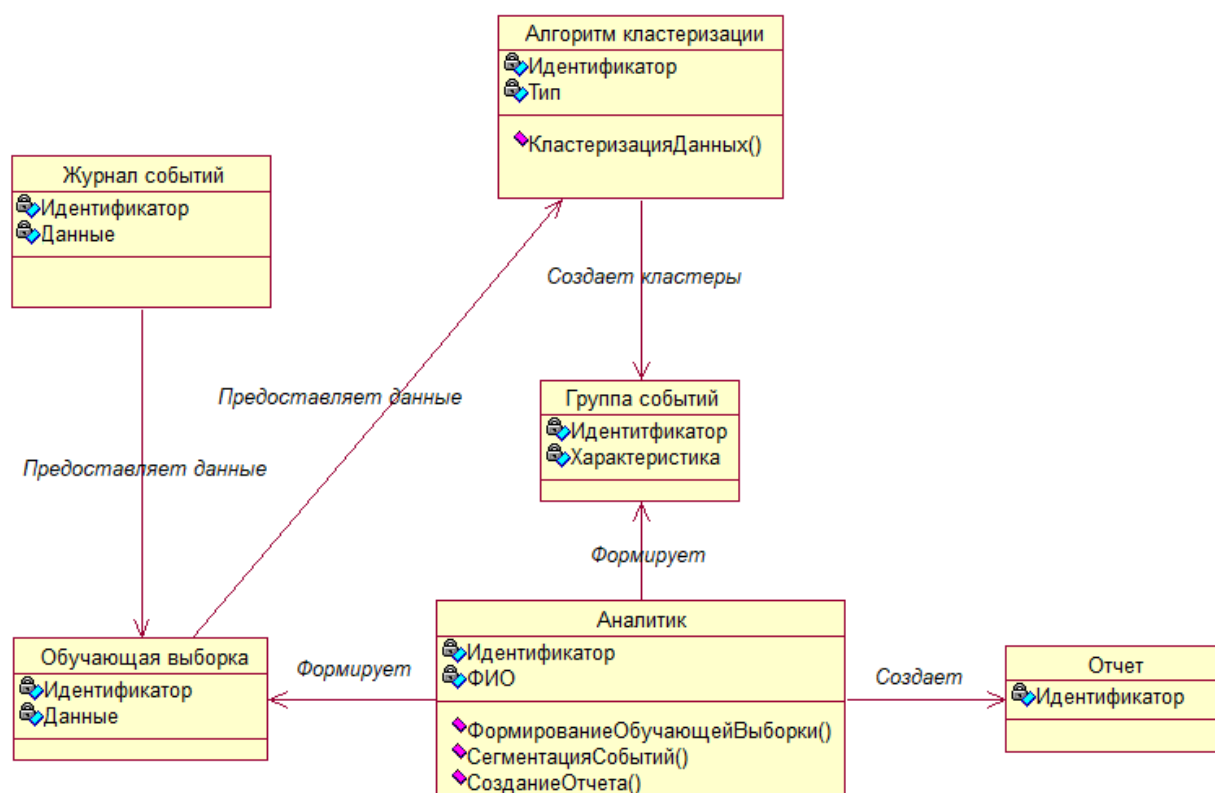 Алгоритм кластеризации
Идентификатор
Тип
КластеризацияДанных()
Журнал событий
Идентификатор
Данные
Создает кластеры
Предоставляет данные
Группа событий
Идентитфикатор
Характеристика
Предоставляет данные
Формирует
Аналитик
Идентификатор
ФИО
ФормированиеОбучающейВыборки()
СегментацияСобытий()
СозданиеОтчета()
Обучающая выборка
Идентификатор
Данные
Формирует
Создает
Отчет
Идентификатор